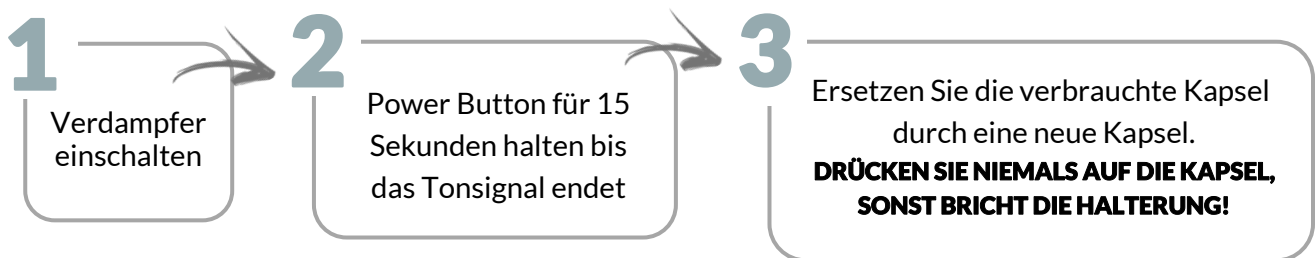 1
Verdampfer
einschalten
2
Power Button für 15
Sekunden halten bis
das Tonsignal endet
3
Ersetzen Sie die verbrauchte Kapsel
durch eine neue Kapsel.
DRÜCKEN SIE NIEMALS AUF DIE KAPSEL,
SONST BRICHT DIE HALTERUNG!